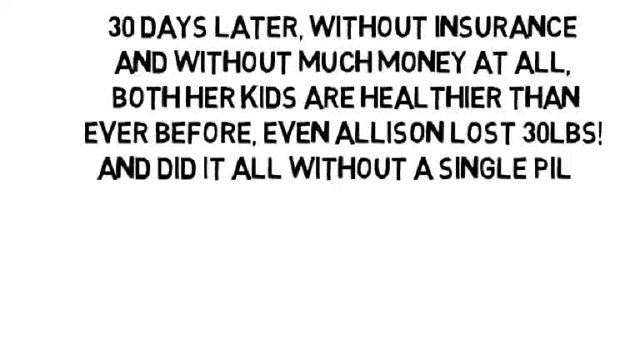 30 DAYS LATER, WITHOUT INSURANCE
AND WITHOUT MUCH MONEY AT ALL,
BOTH HER KIDS ARE HEALTHIER THAN
EVER BEFORE, EVEN ALLISON LOST 30LBS!
AND DID IT ALL WITHOUT A SINGLE PIL